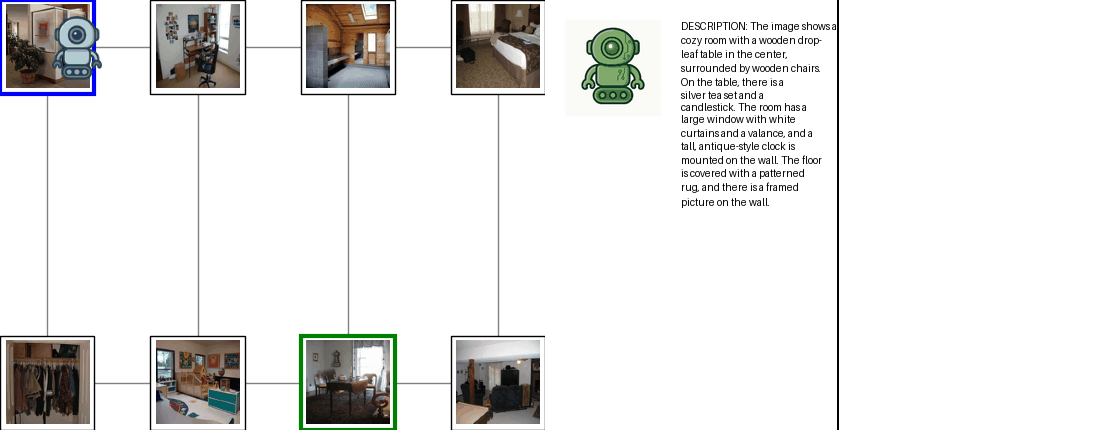 DESCRIPTION: The image shows a
cozy room with a wooden drop-
leaf table in the center,
surrounded by wooden chairs.
On the table, there is a
silver tea set and a
candlestick. The room has a
large window with white
curtains and a valance, and a
tall, antique-style clock is
mounted on the wall. The floor
is covered with a patterned
rug, and there is a framed
picture on the wall.